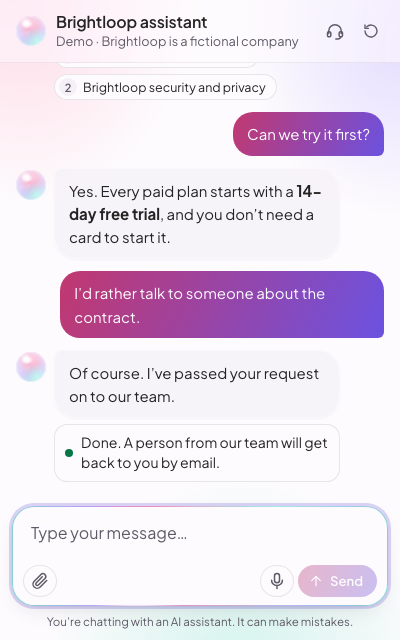 Brightloop assistant
Demo · Brightloop is a fictional company
2 Brightloop security and privacy
Can we try it first?
Yes. Every paid plan starts with a 14-
day free trial, and you don't need a
card to start it.
I'd rather talk to someone about the
contract.
Of course. I've passed your request
on to our team.
Done. A person from our team will get
back to you by email.
Type your message...
Send
You're chatting with an AI assistant. It can make mistakes.